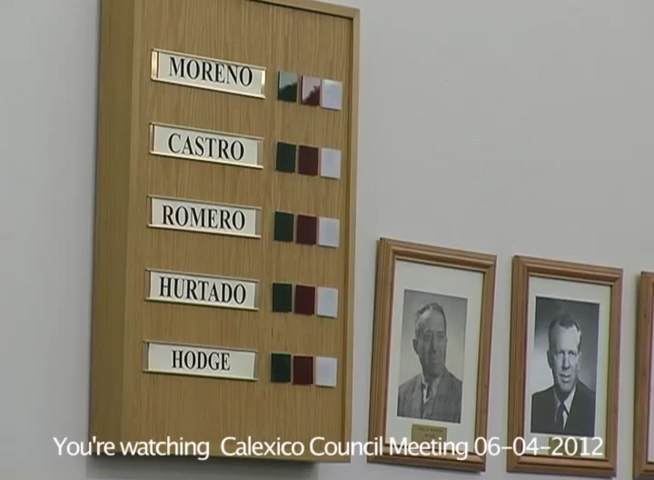 MORENO
CASTRO
ROMERO
HURTADO
HODGE
You're watching Calexico Council Meeting 06-04-2012